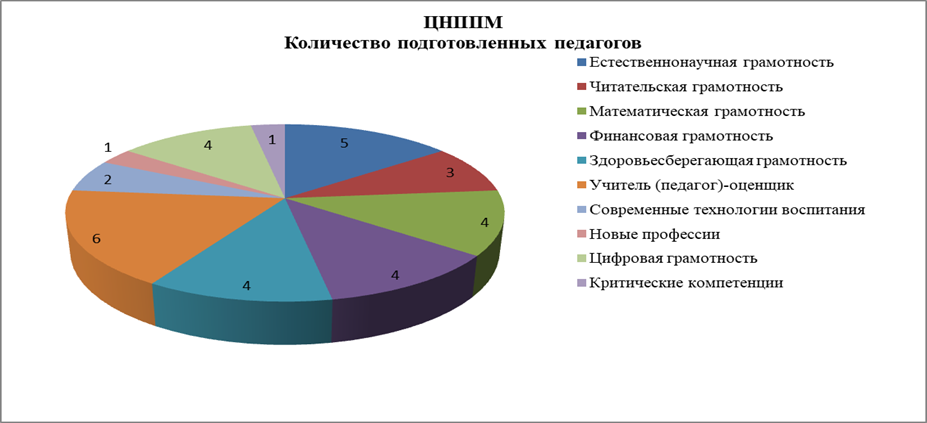 ЦНППМ
Количество подготовленных педагогов
Естественнонаучная грамотность
Читательская грамотность
Математическая грамотность
Финансовая грамотность
Здоровьесберегающая грамотность
Учитель (педагог)-оценщик
Современные технологии воспитания
Новые профессии
Цифровая грамотность
Критические компетенции
5
3
4
4
4
6
2
1
4
1